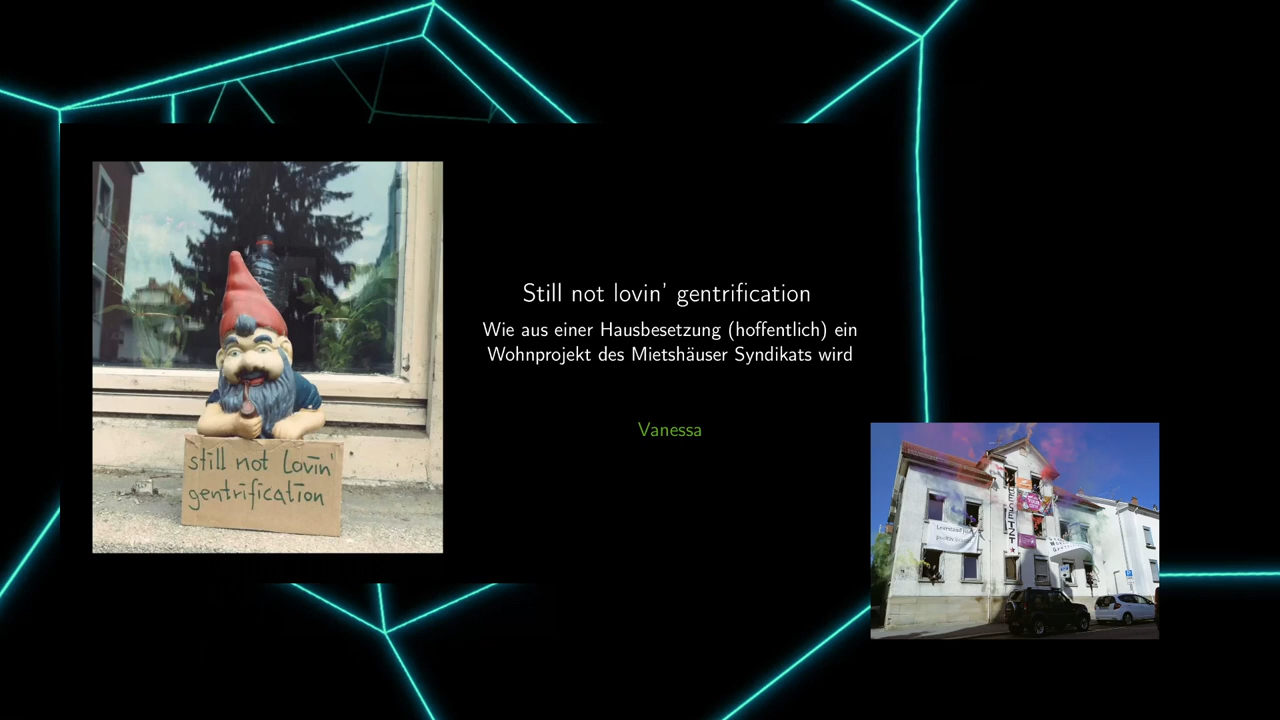 Still not lovin' gentrification
Wie aus einer Hausbesetzung (hoffentlich) ein
Wohnprojekt des Mietshäuser Syndikats wird
Vanessa
still not lovin'
gentrification
BESETZT